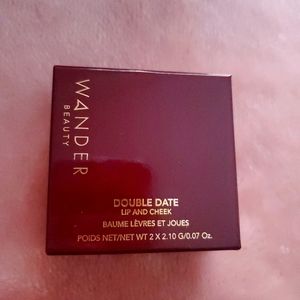 WANDER
BEAUTY
DOUBLE DATE
LIP AND CHEEK
BAUME LÈVRES ET JOUES
POIDS NET/NET WT 2 X 2.10 G/0.07 Oz.